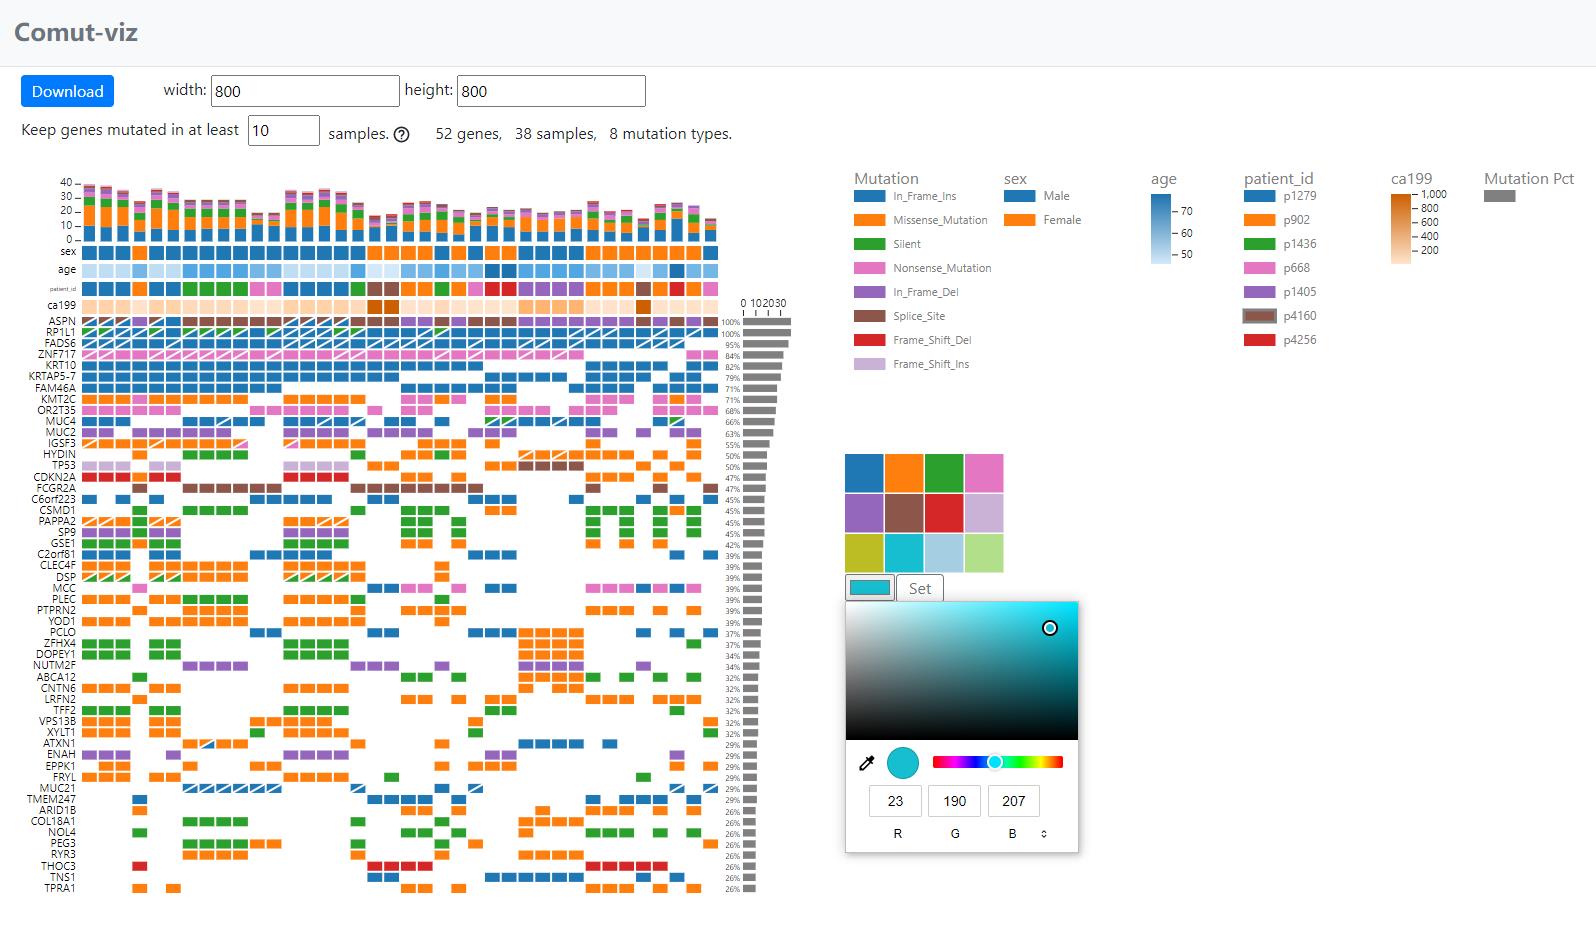 Comut-viz
Download width: 800 height: 800
Keep genes mutated in at least 10 samples. ? 52 genes, 38 samples, 8 mutation types.
Mutation
In_Frame_Ins
Missense_Mutation
Silent
Nonsense_Mutation
In_Frame_Del
Splice_Site
Frame_Shift_Del
Frame_Shift_Ins
sex
Male
Female
age
70
60
50
patient_id
p1279
p902
p1436
p668
p1405
p4160
p4256
ca199
1,000
800
600
400
200
Mutation Pct
40
30
20
10
0
sex
age
patient_id
ca199
0 10 20 30
ASPN 100%
RP1L1 100%
FADS6 95%
ZNF717 84%
KRT10 82%
KRTAP5-7 79%
FAM46A 71%
KMT2C 71%
OR2T35 68%
MUC4 66%
MUC2 63%
IGSF3 55%
HYDIN 50%
TP53 50%
CDKN2A 47%
FCGR2A 47%
C6orf223 45%
CSMD1 45%
PAPPA2 45%
SP9 45%
GSE1 42%
C2orf81 39%
CLEC4F 39%
DSP 39%
MCC 39%
PLEC 39%
PTPRN2 39%
YOD1 39%
PCLO 37%
ZFHX4 37%
DOPEY1 34%
NUTM2F 34%
ABCA12 32%
CNTN6 32%
LRFN2 32%
TFF2 32%
VPS13B 32%
XYLT1 32%
ATXN1 29%
ENAH 29%
EPPK1 29%
FRYL 29%
MUC21 29%
TMEM247 29%
ARID1B 26%
COL18A1 26%
NOL4 26%
PEG3 26%
RYR3 26%
THOC3 26%
TNS1 26%
TPRA1 26%
Set
23 190 207
R G B